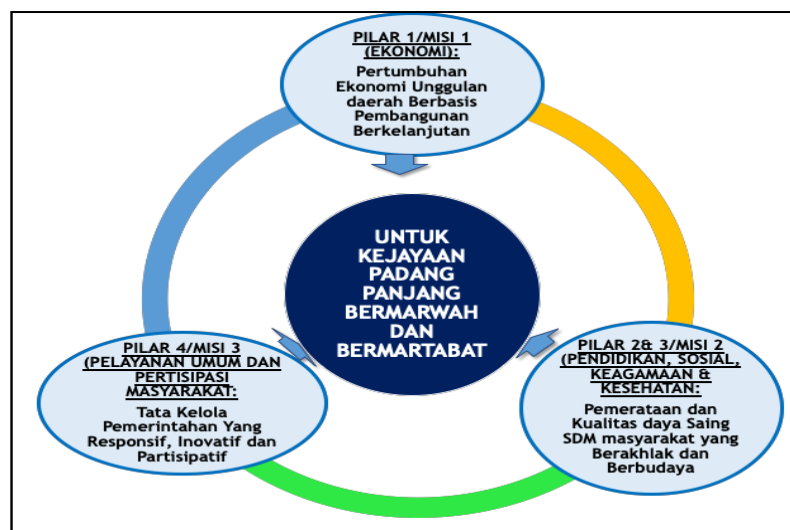 PILAR 1/MISI 1
(EKONOMI):
Pertumbuhan
Ekonomi Unggulan
daerah Berbasis
Pembangunan
Berkelanjutan
UNTUK
KEJAYAAN
PADANG
PANJANG
BERMARWAH
DAN
BERMARTABAT
PILAR 4/MISI 3
(PELAYANAN UMUM DAN
PERTISIPASI
MASYARAKAT:
Tata Kelola
Pemerintahan Yang
Responsif, Inovatif dan
Partisipatif
PILAR 2& 3/MISI 2
(PENDIDIKAN, SOSIAL,
KEAGAMAAN &
KESEHATAN:
Pemerataan dan
Kualitas daya Saing
SDM masyarakat yang
Berakhlak dan
Berbudaya